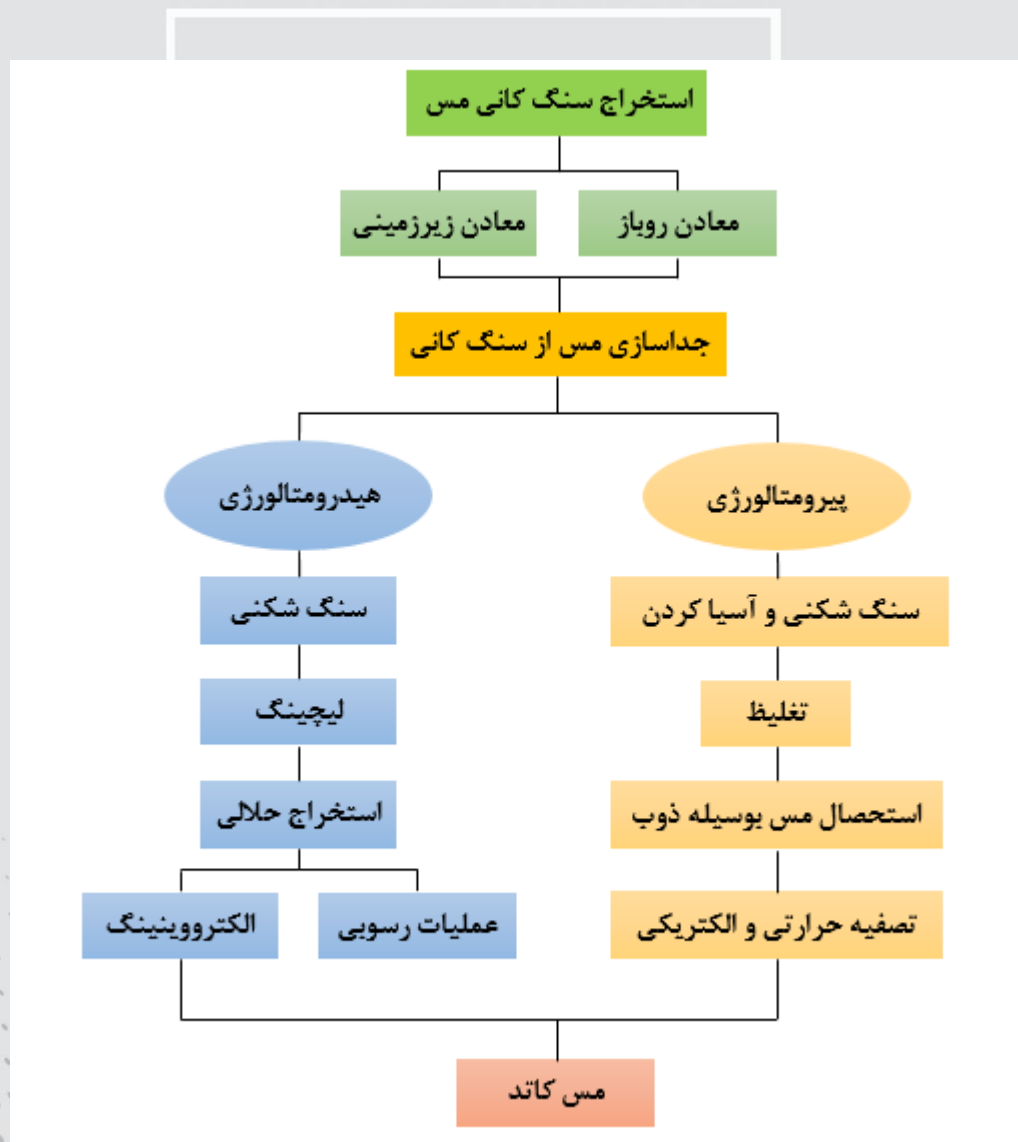 استخراج سنگ کانی مس
معادن روباز
معادن زیرزمینی
جداسازی مس از سنگ کانی
پیرومتالورژی
هیدرومتالورژی
سنگ شکنی و آسیا کردن
سنگ شکنی
تغلیظ
لیچینگ
استحصال مس بوسیله ذوب
استخراج حلالی
تصفیه حرارتی و الکتریکی
عملیات رسوبی
الکترووینینگ
مس کاتد